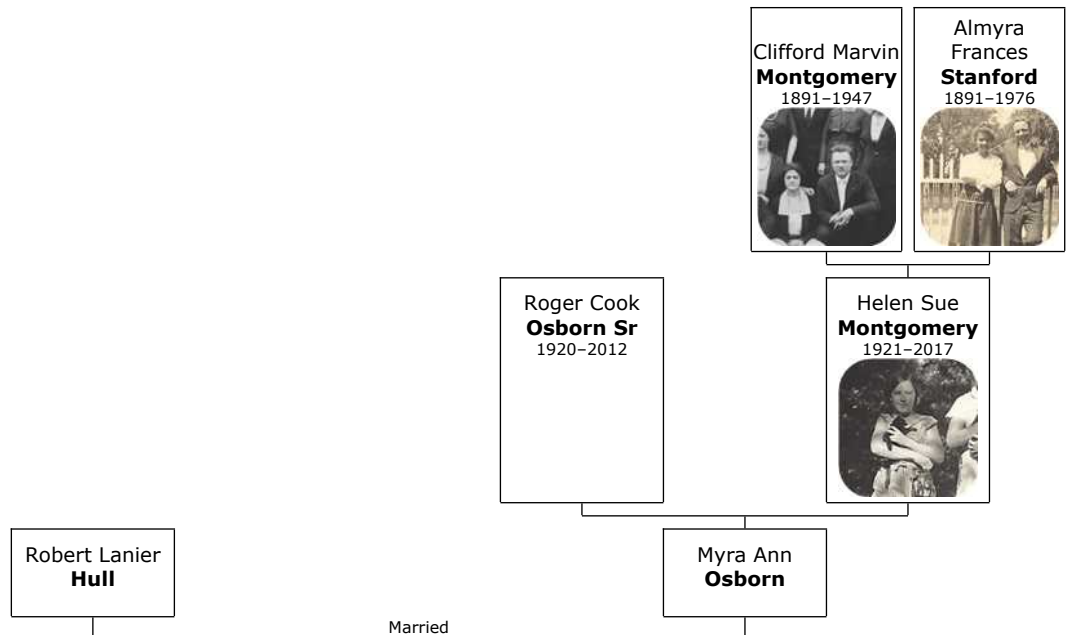 Clifford Marvin
Montgomery
1891–1947
Almyra
Frances
Stanford
1891–1976
Roger Cook
Osborn Sr
1920–2012
Helen Sue
Montgomery
1921–2017
Robert Lanier
Hull
Myra Ann
Osborn
Married